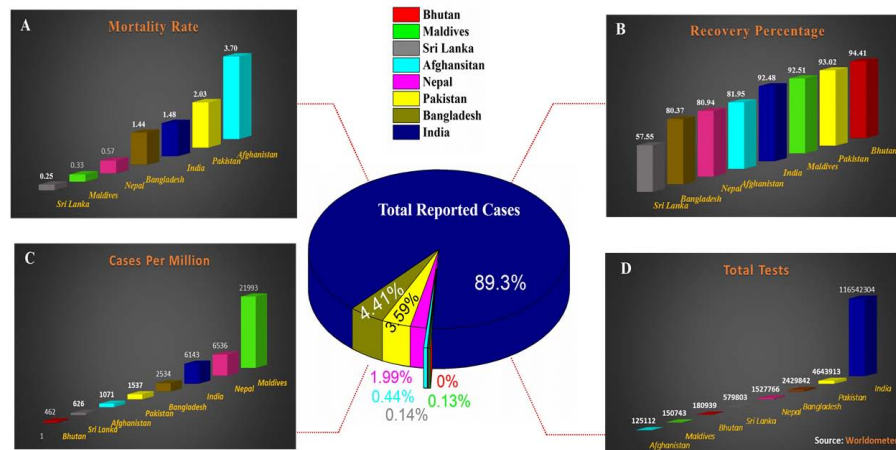 A
Mortality Rate
0.25
0.33
0.57
1.44
1.48
2.03
3.70
Sri Lanka
Maldives
Nepal
Bangladesh
India
Pakistan
Afghanistan
Bhutan
Maldives
Sri Lanka
Afghansitan
Nepal
Pakistan
Bangladesh
India
B
Recovery Percentage
57.55
80.37
80.94
81.95
92.48
92.51
93.02
94.41
Sri Lanka
Bangladesh
Nepal
Afghanistan
India
Maldives
Pakistan
Bhutan
Total Reported Cases
89.3%
4.41%
3.59%
1.99%
0.44%
0.14%
0%
0.13%
C
Cases Per Million
462
626
1071
1537
2534
6143
6536
21993
1
Bhutan
Sri Lanka
Afghanistan
Pakistan
Bangladesh
India
Nepal
Maldives
D
Total Tests
125112
150743
180939
579803
1527766
2429842
4643913
116542304
Afghanistan
Maldives
Bhutan
Sri Lanka
Nepal
Bangladesh
Pakistan
India
Source: Worldometer